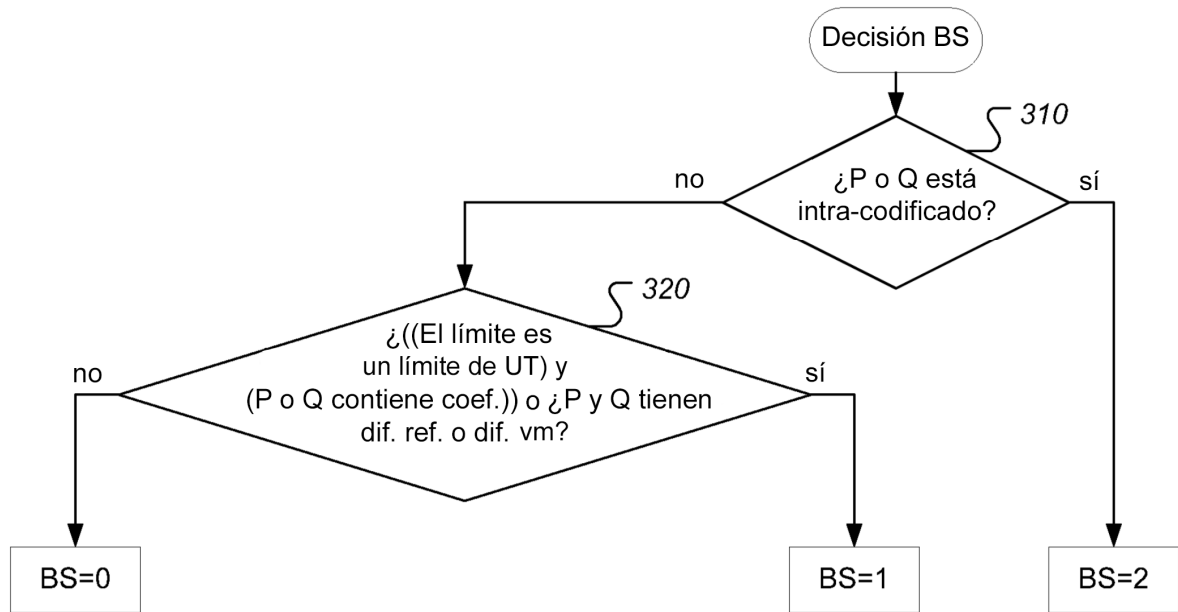 Decisión BS
310
¿P o Q está
intra-codificado?
no
sí
320
¿((El límite es
un límite de UT) y
(P o Q contiene coef.)) o ¿P y Q tienen
dif. ref. o dif. vm?
no
sí
BS=0
BS=1
BS=2